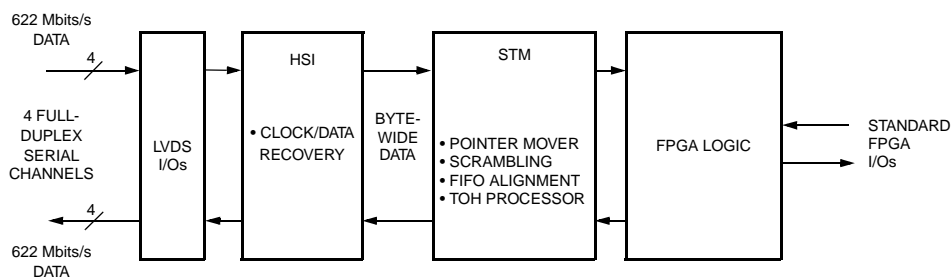 622 Mbits/s
DATA
4
4 FULL-
DUPLEX
SERIAL
CHANNELS
4
622 Mbits/s
DATA
LVDS
I/Os
HSI
• CLOCK/DATA
RECOVERY
BYTE-
WIDE
DATA
STM
• POINTER MOVER
• SCRAMBLING
• FIFO ALIGNMENT
• TOH PROCESSOR
FPGA LOGIC
STANDARD
FPGA
I/Os